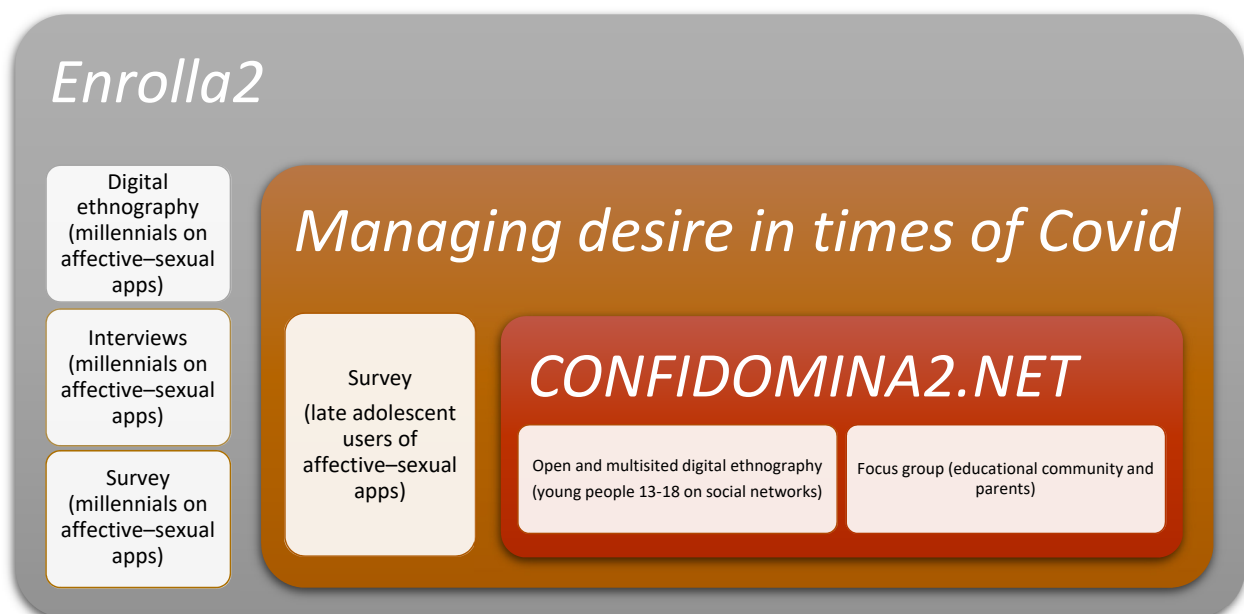 Enrolla2
Digital
ethnography
(millennials on
affective–sexual
apps)
Interviews
(millennials on
affective–sexual
apps)
Survey
(millennials on
affective–sexual
apps)
Managing desire in times of Covid
Survey
(late adolescent
users of
affective–sexual
apps)
CONFIDOMINA2.NET
Open and multisited digital ethnography
(young people 13-18 on social networks)
Focus group (educational community and
parents)